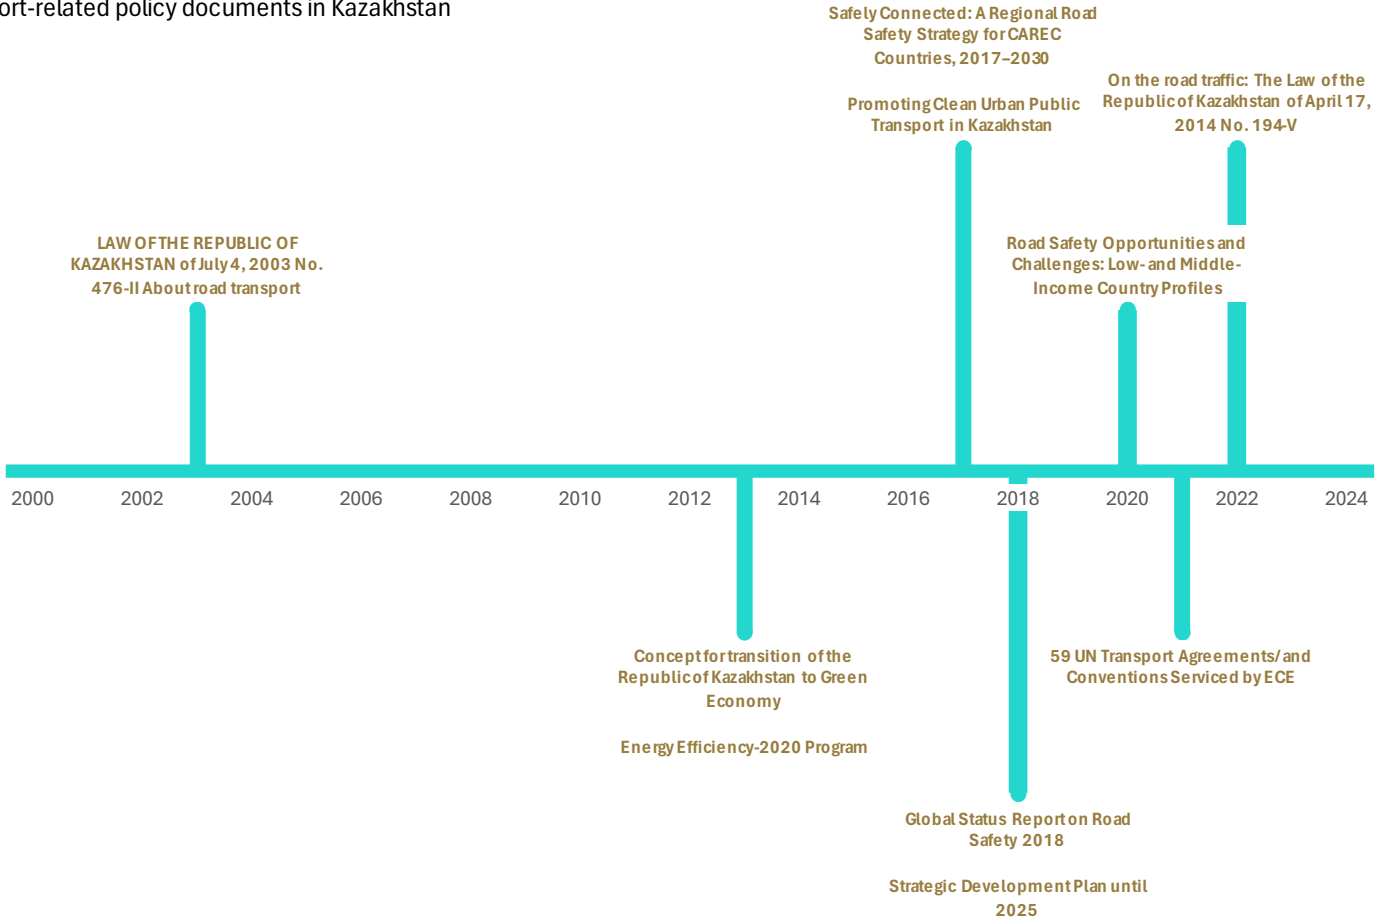 ort-related policy documents in Kazakhstan
Safely Connected: A Regional Road
Safety Strategy for CAREC
Countries, 2017–2030
Promoting Clean Urban Public
Transport in Kazakhstan
On the road traffic: The Law of the
Republic of Kazakhstan of April 17,
2014 No. 194-V
LAW OF THE REPUBLIC OF
KAZAKHSTAN of July 4, 2003 No.
476-II About road transport
Road Safety Opportunities and
Challenges: Low- and Middle-
Income Country Profiles
2000 2002 2004 2006 2008 2010 2012 2014 2016 2018 2020 2022 2024
Concept for transition of the
Republic of Kazakhstan to Green
Economy
Energy Efficiency-2020 Program
59 UN Transport Agreements/and
Conventions Serviced by ECE
Global Status Report on Road
Safety 2018
Strategic Development Plan until
2025